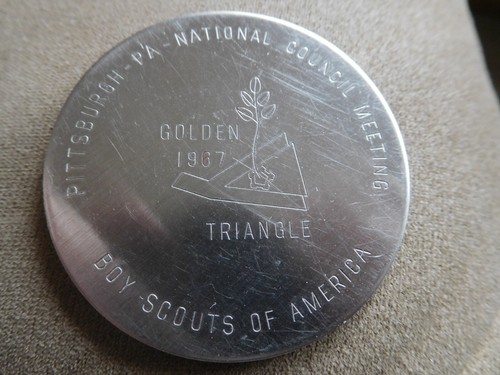 PITTSBURGH - PA - NATIONAL COUNCIL MEETING
GOLDEN
1967
TRIANGLE
BOY SCOUTS OF AMERICA